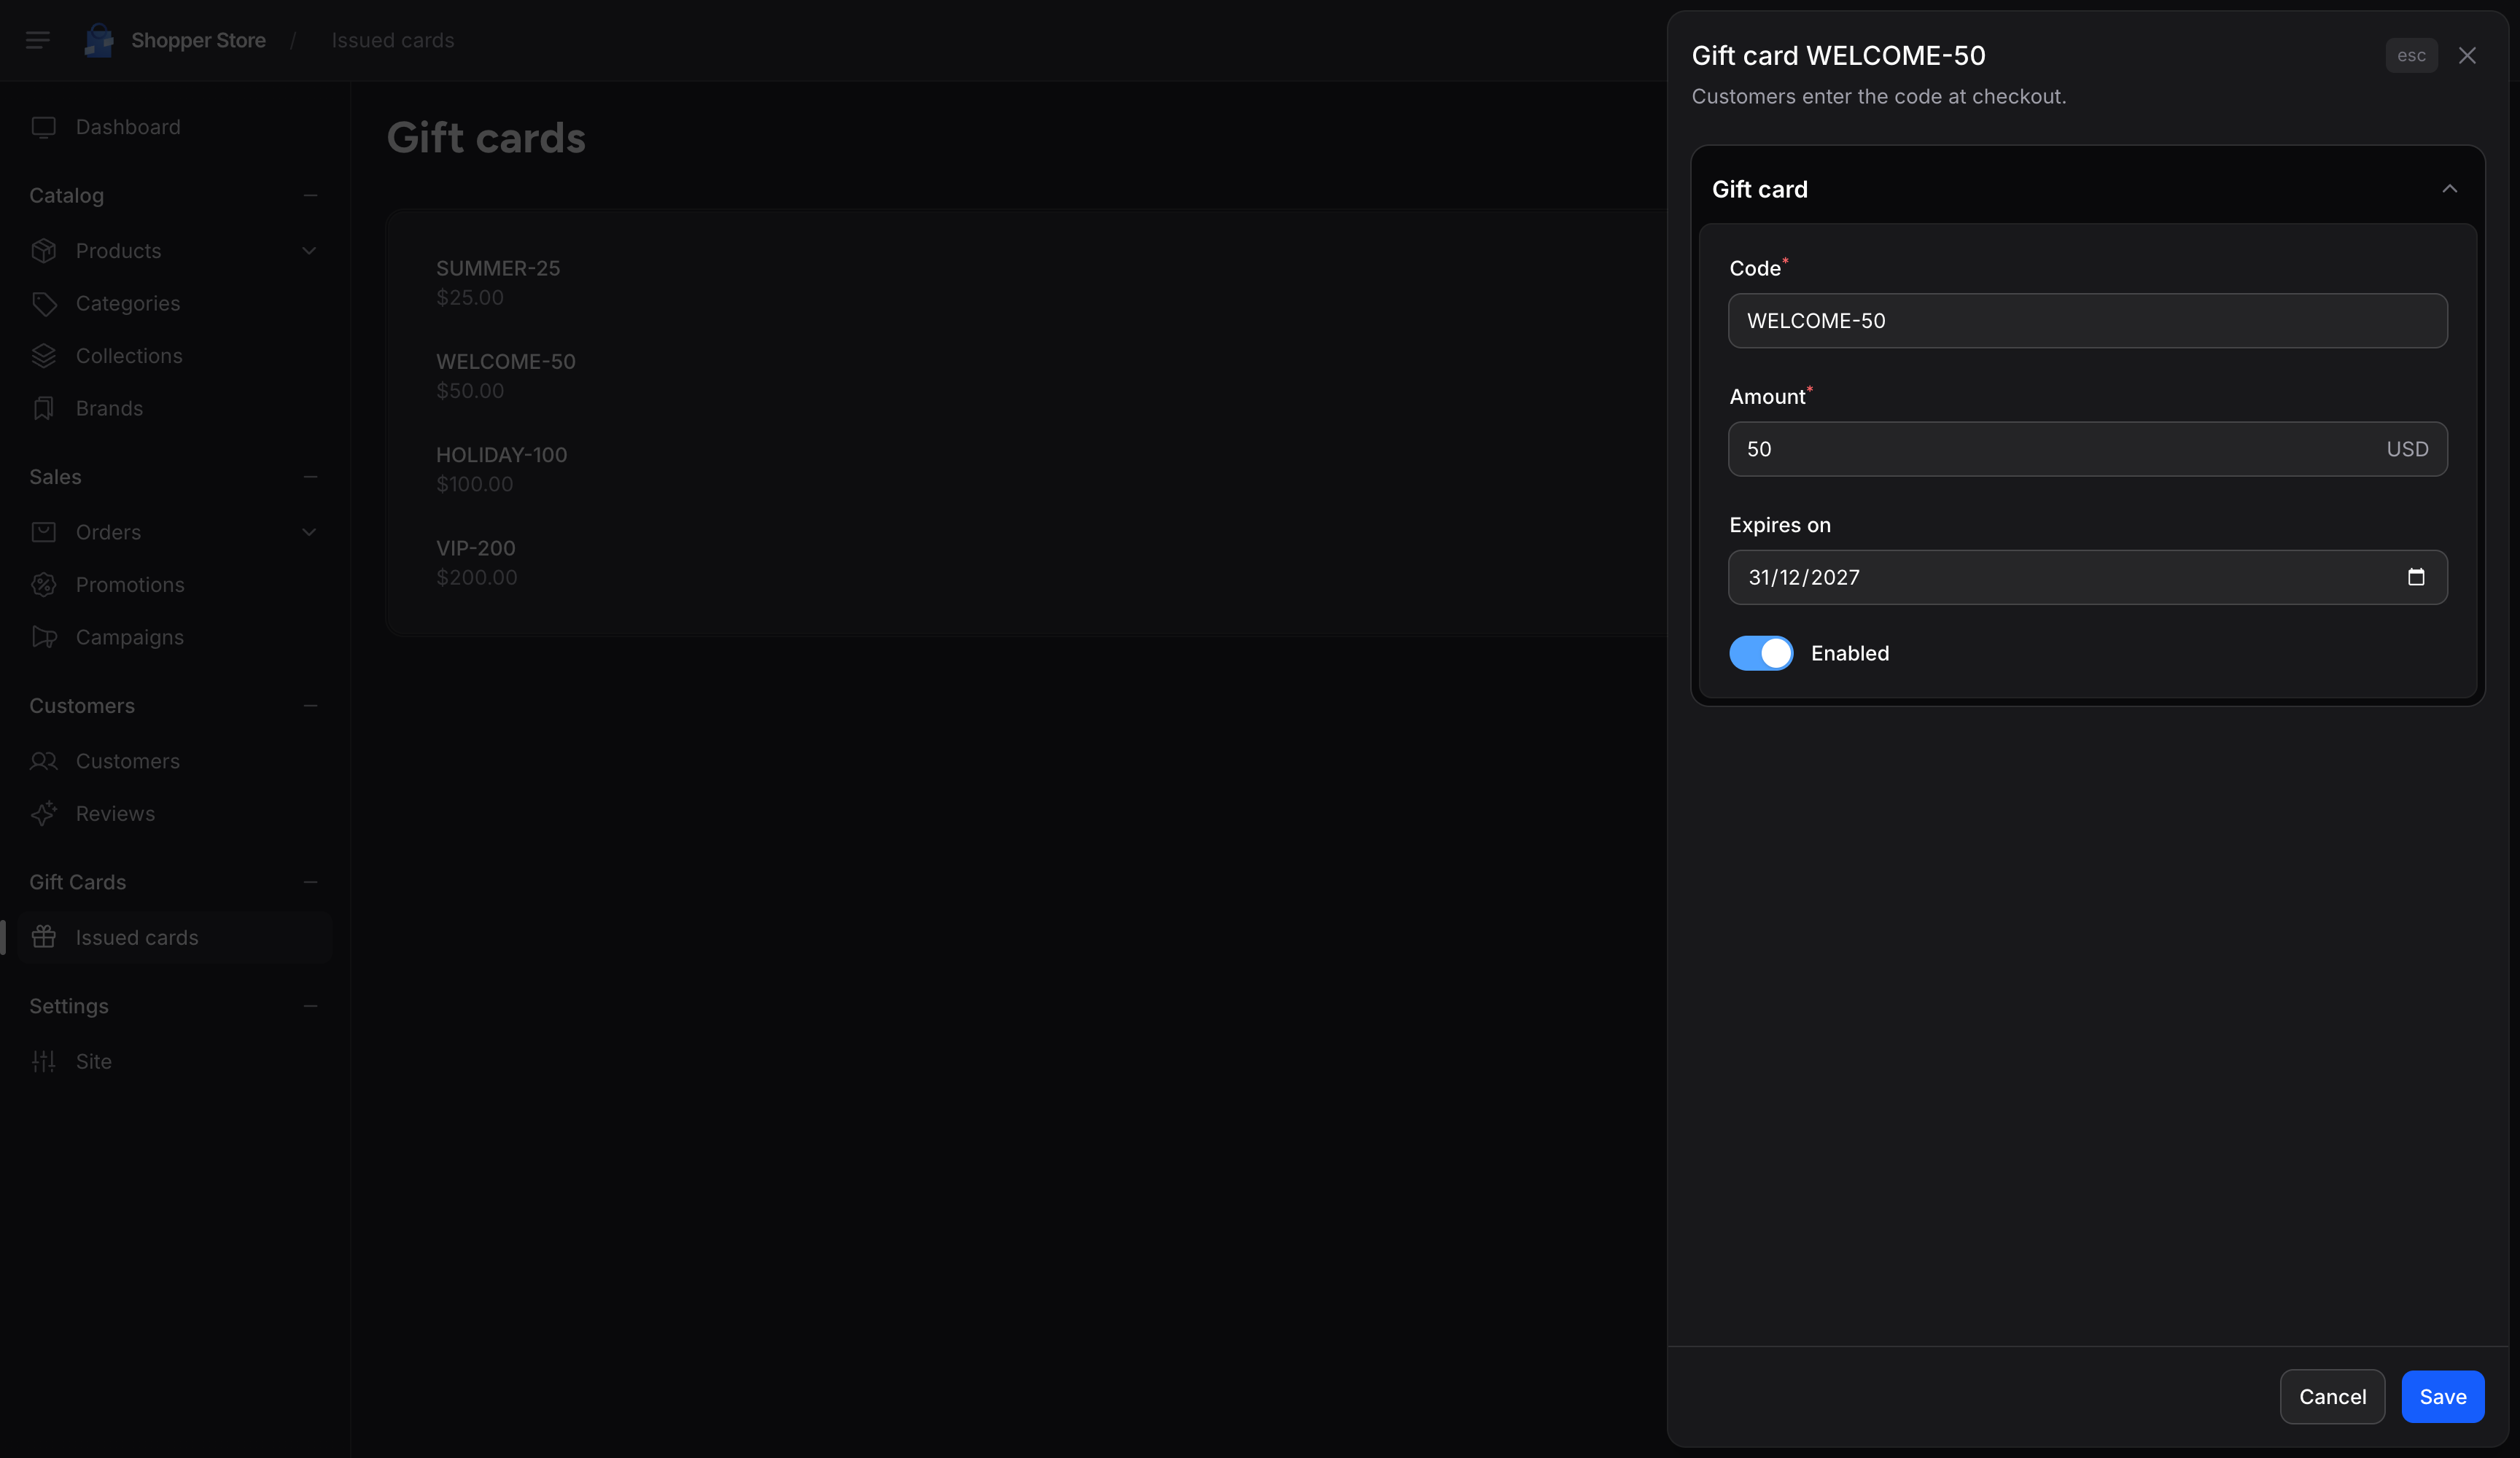 Shopper Store / Issued cards
Dashboard
Catalog
Products
Categories
Collections
Brands
Sales
Orders
Promotions
Campaigns
Customers
Customers
Reviews
Gift Cards
Issued cards
Settings
Site
Gift cards
SUMMER-25
$25.00
WELCOME-50
$50.00
HOLIDAY-100
$100.00
VIP-200
$200.00
Gift card WELCOME-50
esc
Customers enter the code at checkout.
Gift card
Code*
WELCOME-50
Amount*
50 USD
Expires on
31/12/2027
Enabled
Cancel Save